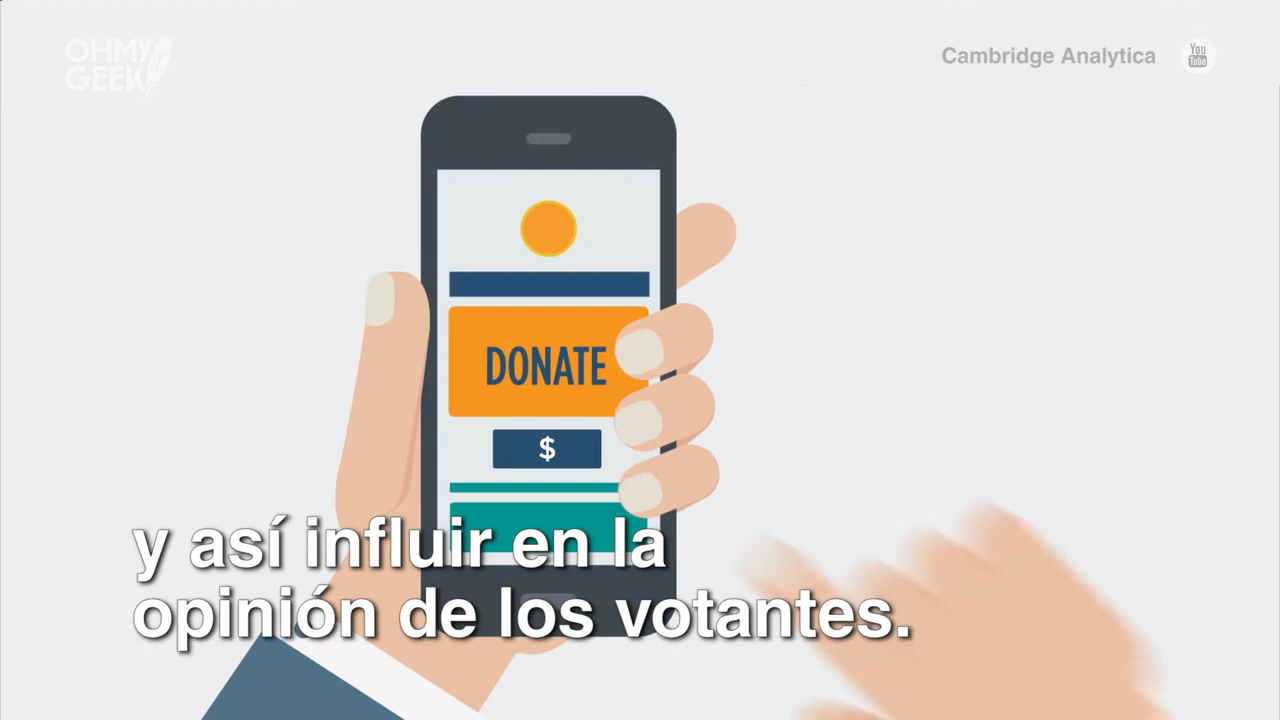 OHMY
GEEK
Cambridge Analytica
You
Tube
DONATE
$
y así influir en la
opinión de los votantes.